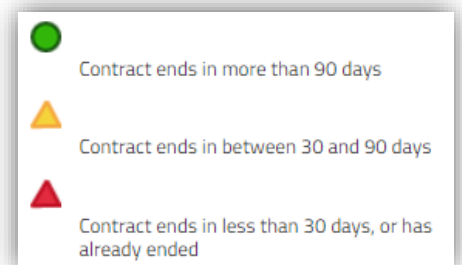 Contract ends in more than 90 days
Contract ends in between 30 and 90 days
Contract ends in less than 30 days, or has
already ended